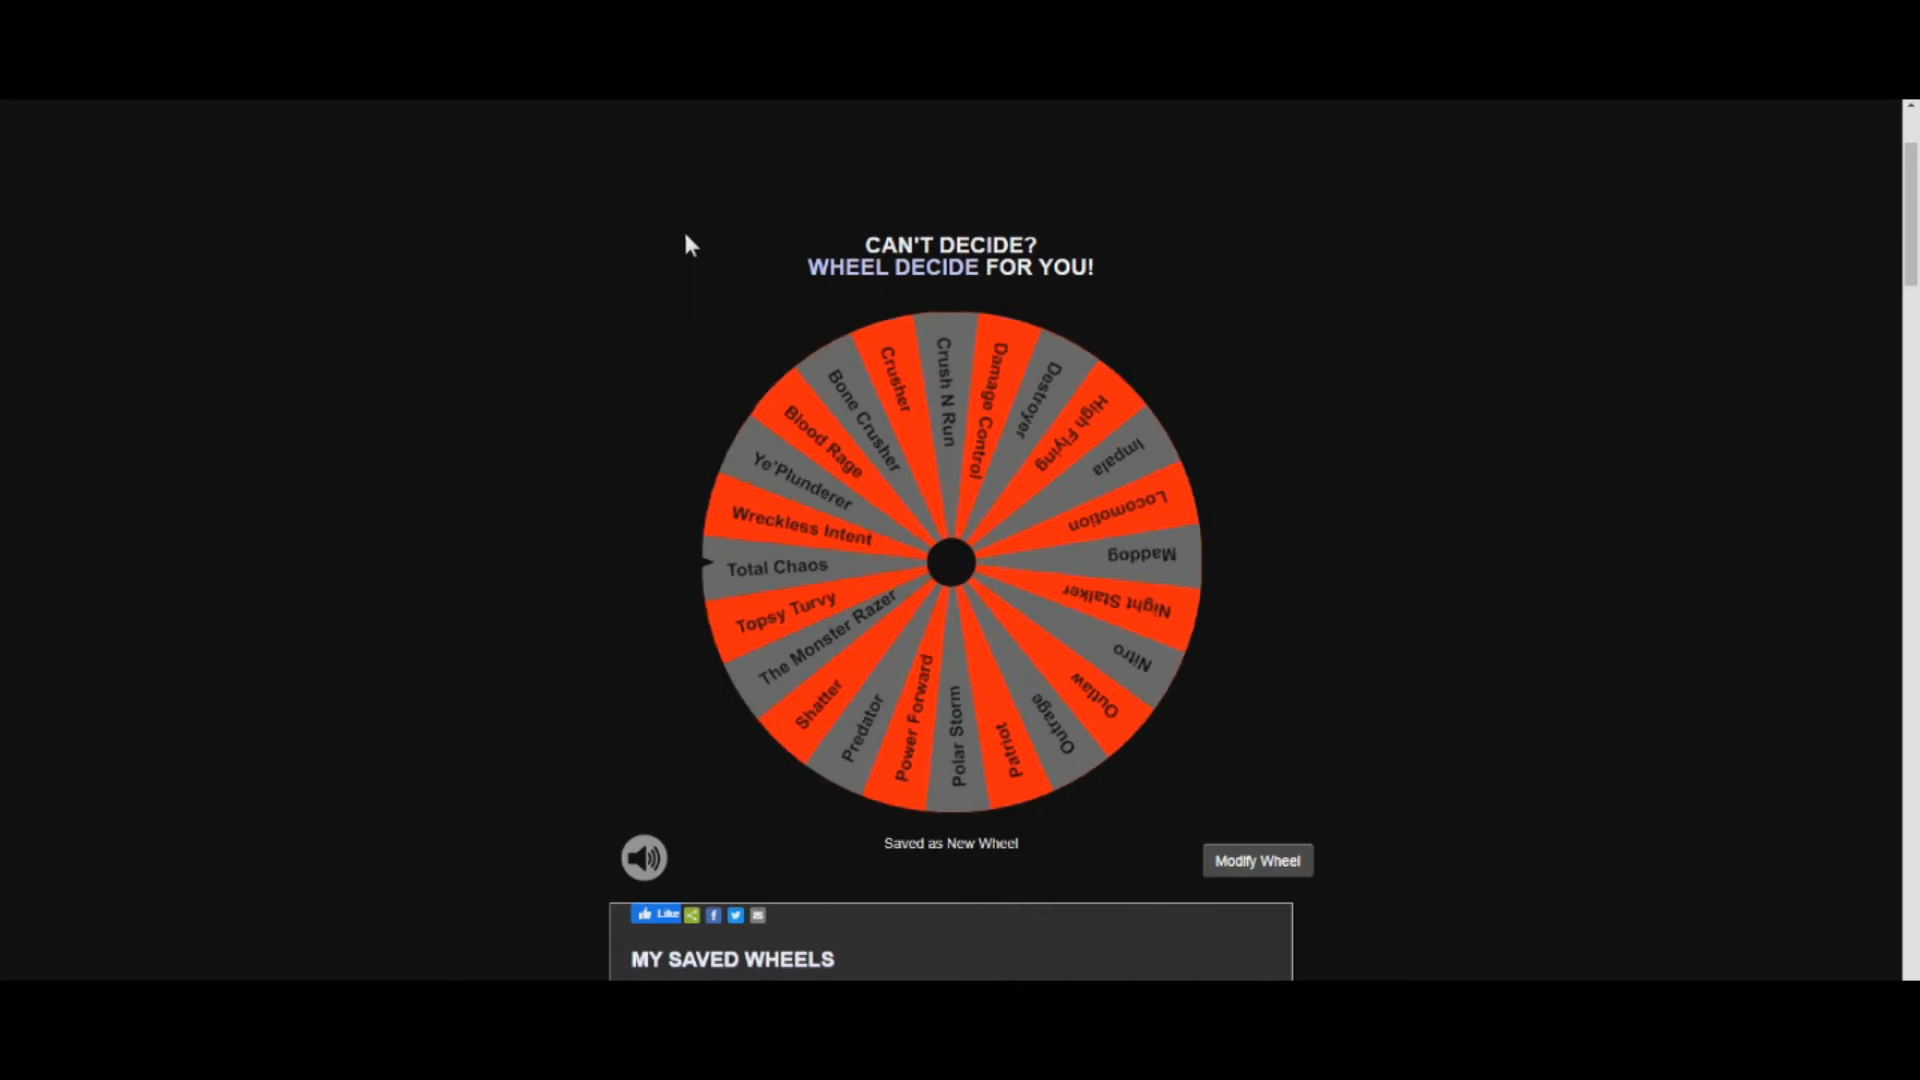 CAN'T DECIDE?
WHEEL DECIDE FOR YOU!
Crush N Run
Damage Control
Destroyer
High Flying
Impala
Locomotion
Maddog
Night Stalker
Nitro
Outlaw
Outrage
Patriot
Polar Storm
Power Forward
Predator
Shatter
The Monster Razer
Topsy Turvy
Total Chaos
Wreckless Intent
Ye'Plunderer
Blood Rage
Bone Crusher
Crusher
Saved as New Wheel
Modify Wheel
Like
MY SAVED WHEELS